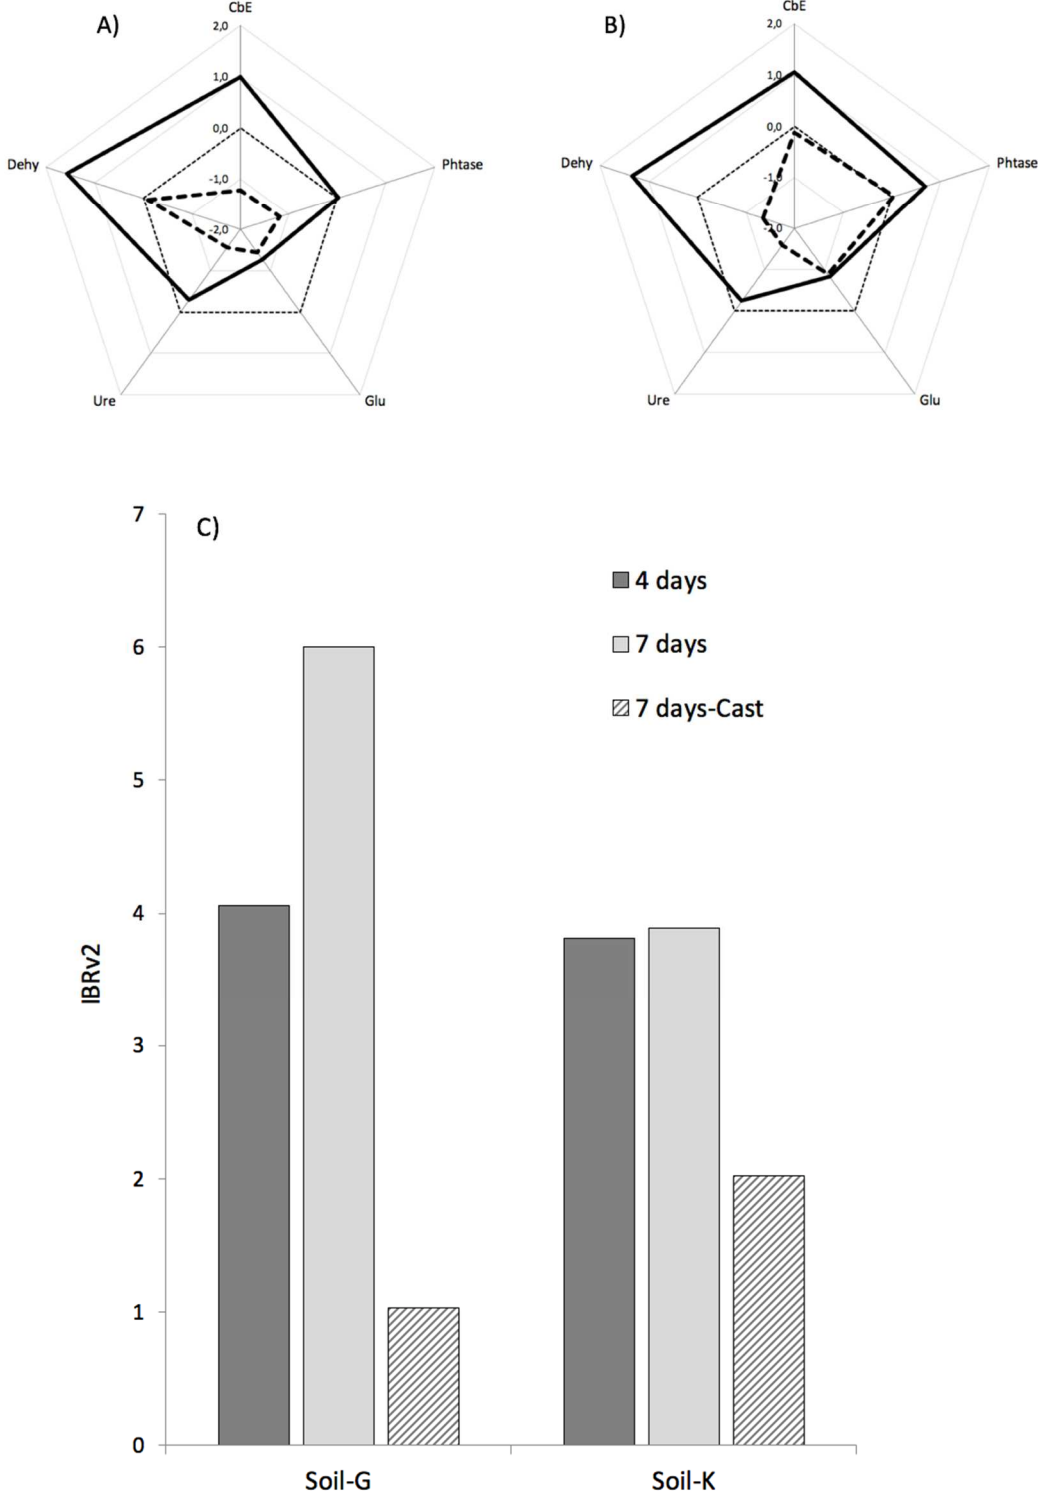 A)
CbE
2,0
1,0
0,0
-1,0
-2,0
Dehy
Phtase
Ure
Glu
B)
CbE
2,0
1,0
0,0
-1,0
Dehy
Phtase
Ure
Glu
C)
7
6
5
4
3
2
1
0
IBRv2
4 days
7 days
7 days-Cast
Soil-G
Soil-K